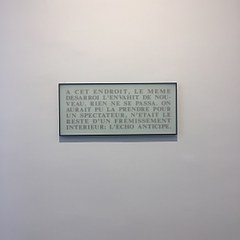 A CET ENDROIT, LE MEME
DESARROI L'ENVAHIT DE NOU-
VEAU. RIEN NE SE PASSA. ON
AURAIT PU LA PRENDRE POUR
UN SPECTATEUR, N'ETAIT LE
RESTE D'UN FREMISSEMENT
INTERIEUR; L'ECHO ANTICIPE.